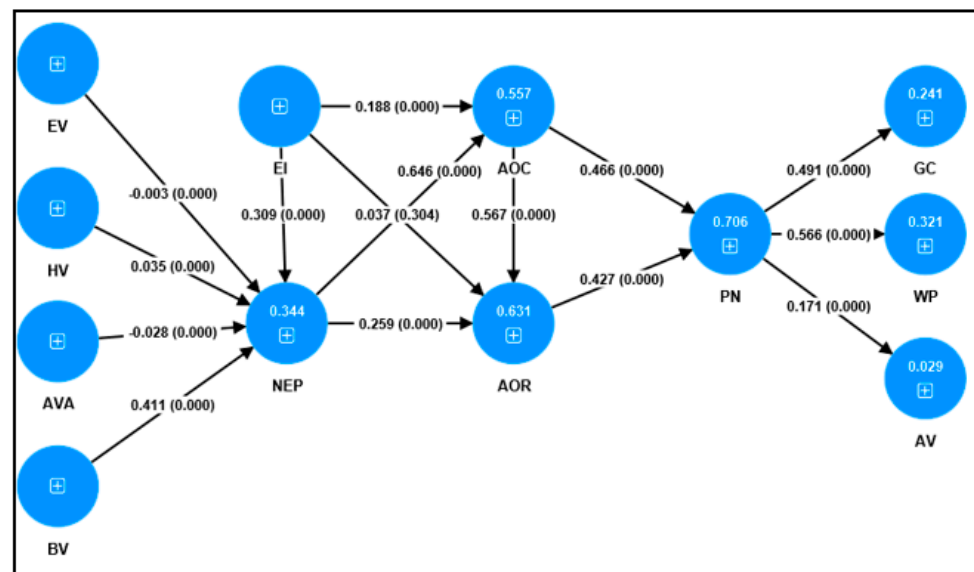 EV
HV
AVA
BV
-0.003 (0.000)
0.035 (0.000)
-0.028 (0.000)
0.411 (0.000)
EI
0.309 (0.000)
0.344
NEP
0.188 (0.000)
0.646 (0.000)
0.037 (0.304)
0.259 (0.000)
0.557
AOC
0.567 (0.000)
0.631
AOR
0.466 (0.000)
0.427 (0.000)
0.706
PN
0.491 (0.000)
0.566 (0.000)
0.171 (0.000)
0.241
GC
0.321
WP
0.029
AV